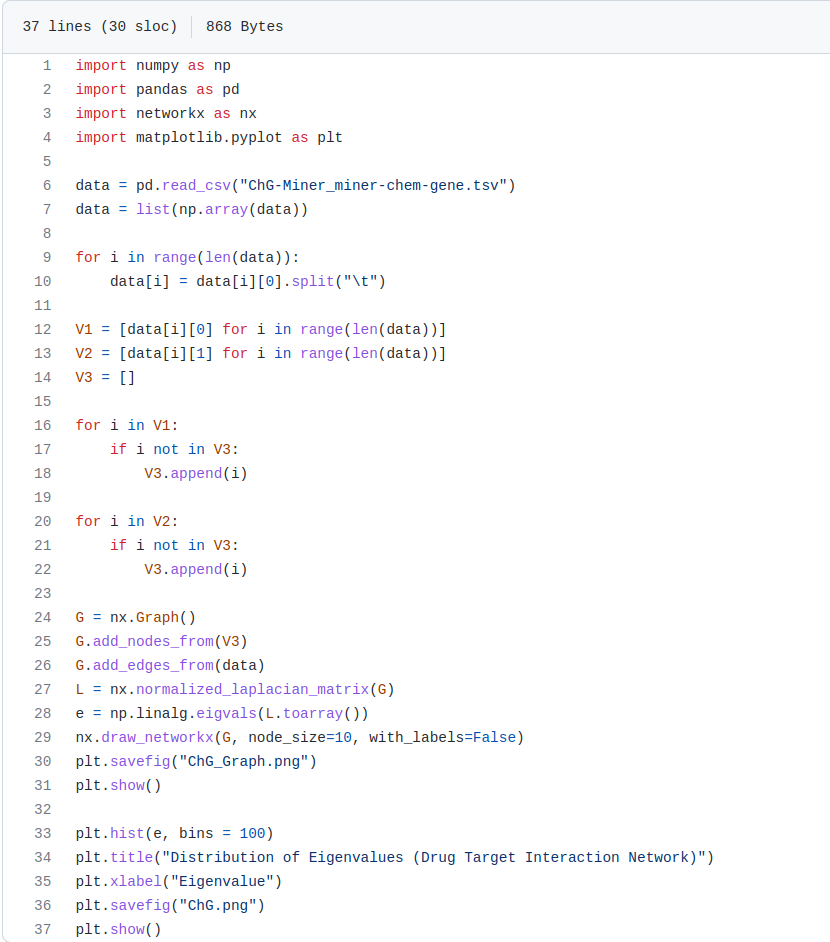 37 lines (30 sloc) 868 Bytes
1 import numpy as np
2 import pandas as pd
3 import networkx as nx
4 import matplotlib.pyplot as plt
5
6 data = pd.read_csv("ChG-Miner_miner-chem-gene.tsv")
7 data = list(np.array(data))
8
9 for i in range(len(data)):
10     data[i] = data[i][0].split("\t")
11
12 V1 = [data[i][0] for i in range(len(data))]
13 V2 = [data[i][1] for i in range(len(data))]
14 V3 = []
15
16 for i in V1:
17     if i not in V3:
18         V3.append(i)
19
20 for i in V2:
21     if i not in V3:
22         V3.append(i)
23
24 G = nx.Graph()
25 G.add_nodes_from(V3)
26 G.add_edges_from(data)
27 L = nx.normalized_laplacian_matrix(G)
28 e = np.linalg.eigvals(L.toarray())
29 nx.draw_networkx(G, node_size=10, with_labels=False)
30 plt.savefig("ChG_Graph.png")
31 plt.show()
32
33 plt.hist(e, bins = 100)
34 plt.title("Distribution of Eigenvalues (Drug Target Interaction Network)")
35 plt.xlabel("Eigenvalue")
36 plt.savefig("ChG.png")
37 plt.show()